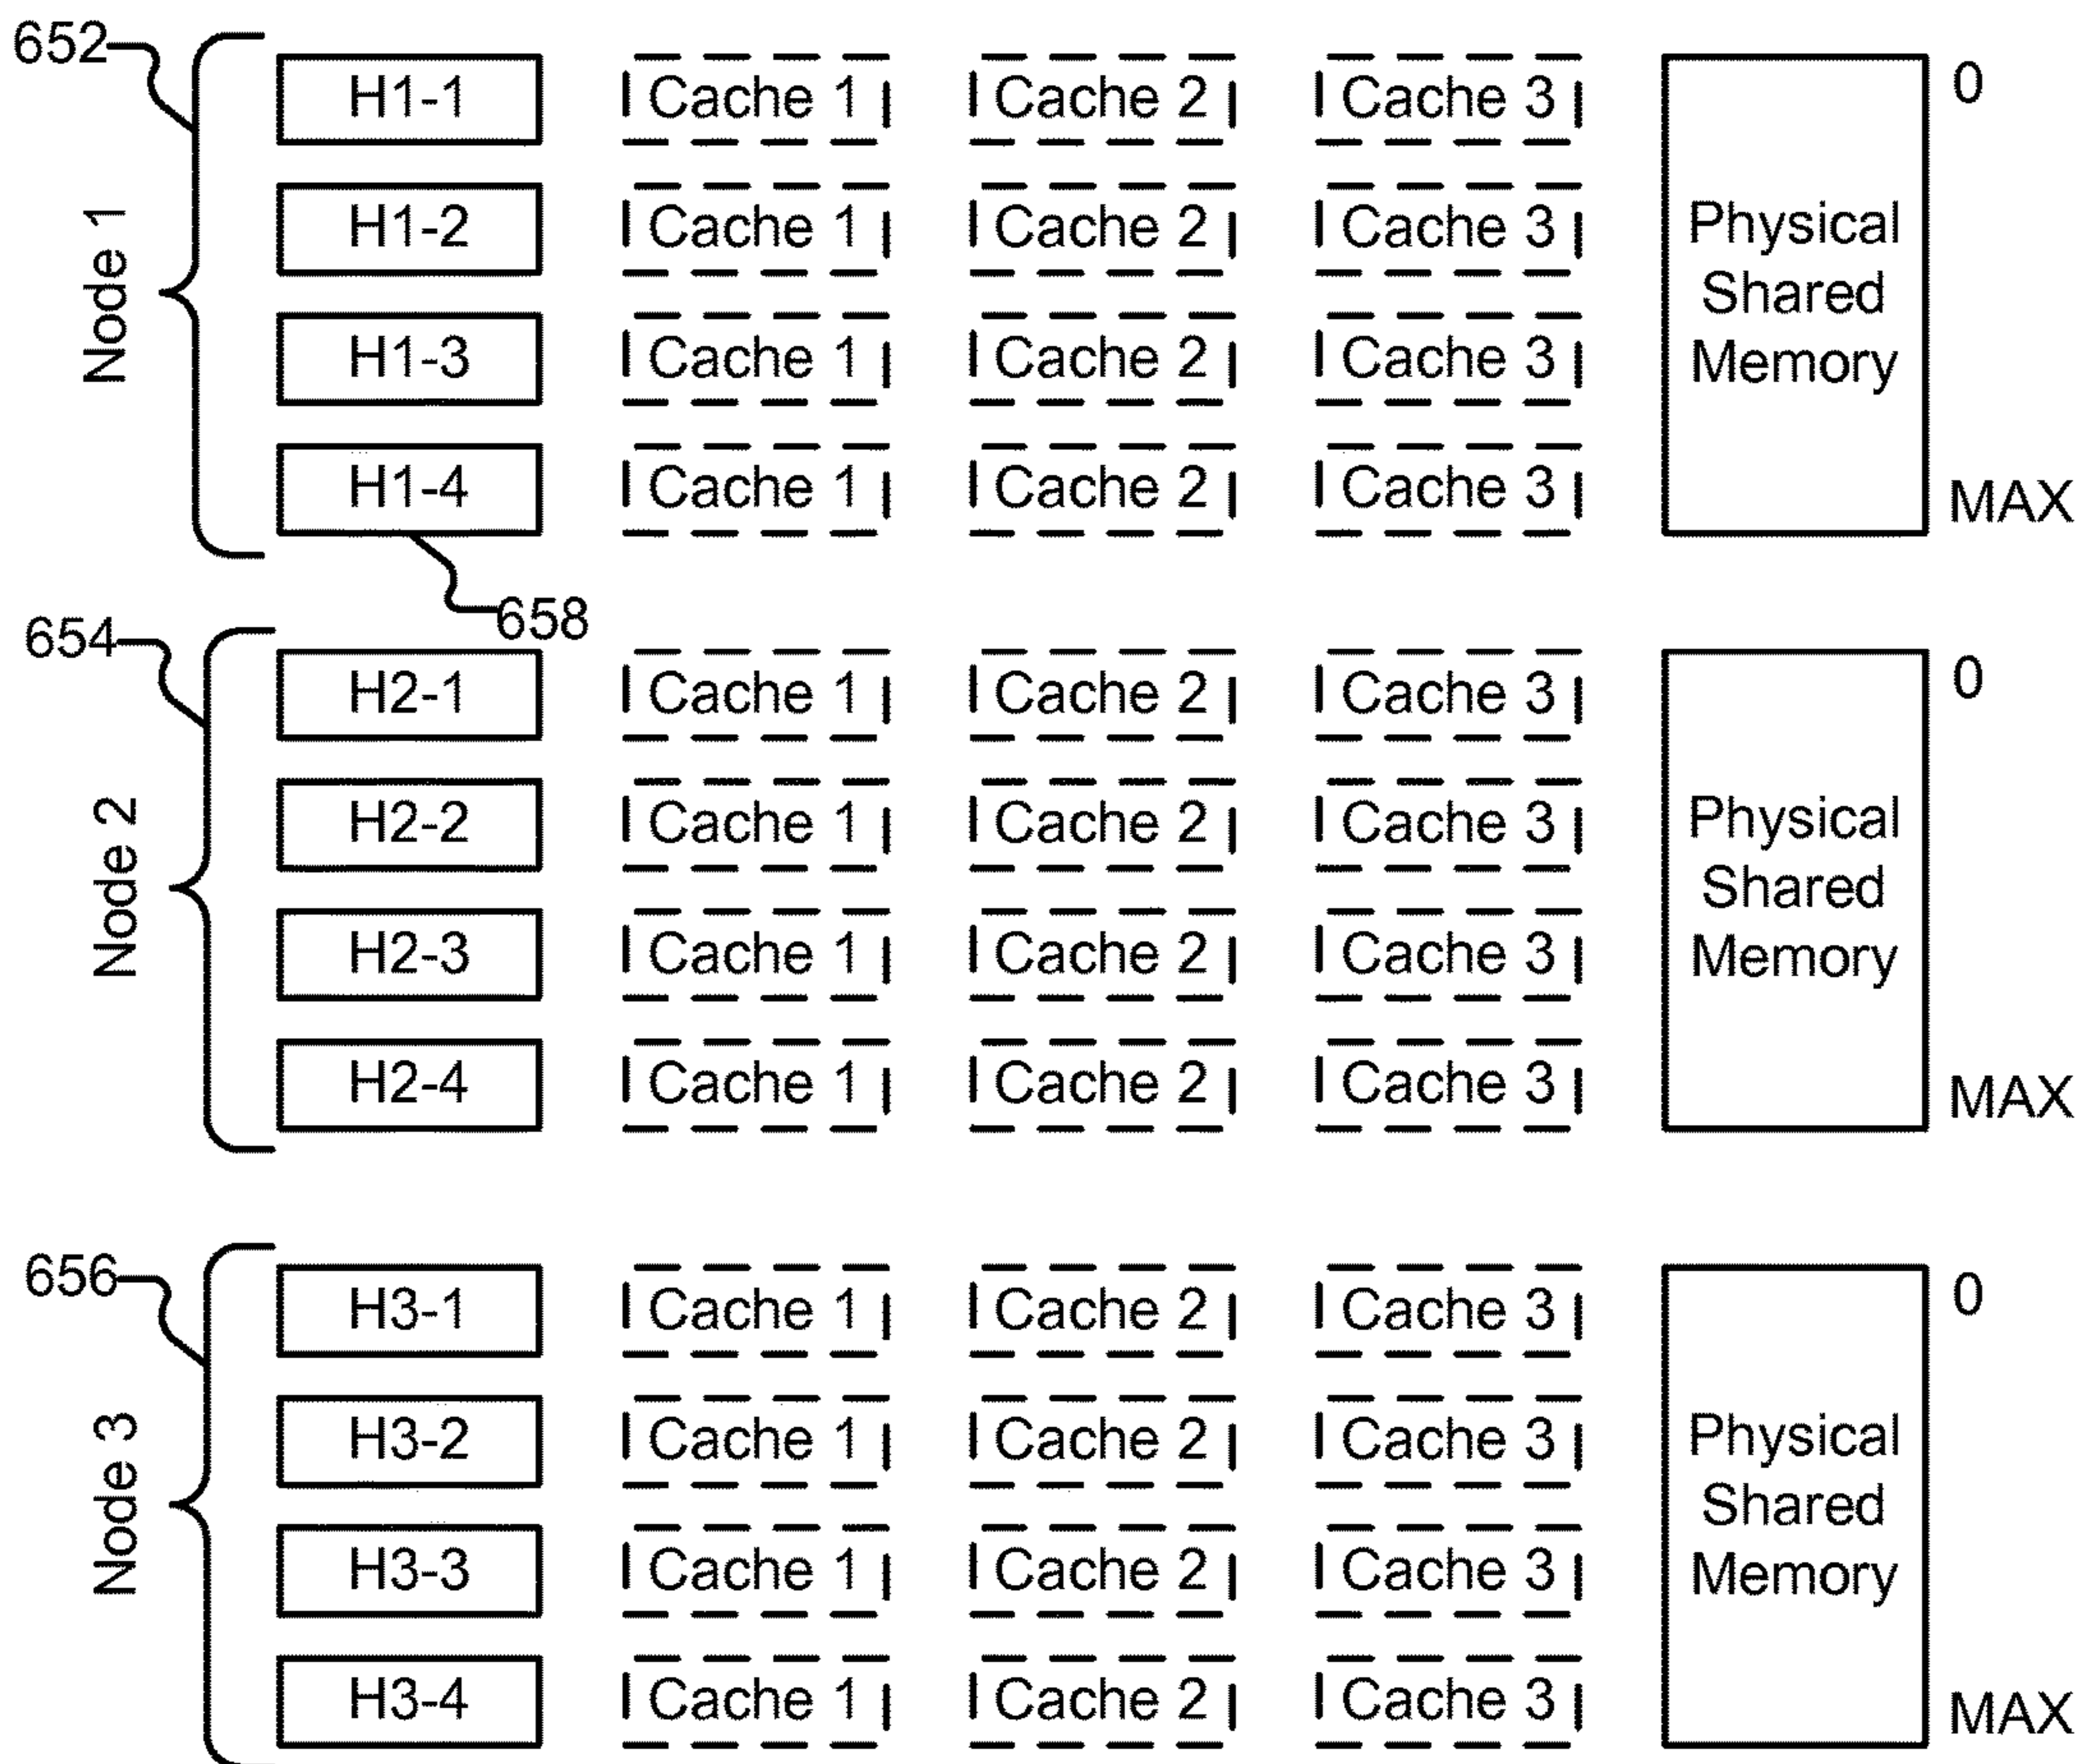 652
Node 1
H1-1 Cache 1 Cache 2 Cache 3
H1-2 Cache 1 Cache 2 Cache 3
H1-3 Cache 1 Cache 2 Cache 3
H1-4 Cache 1 Cache 2 Cache 3
Physical
Shared
Memory
0
MAX
658
654
Node 2
H2-1 Cache 1 Cache 2 Cache 3
H2-2 Cache 1 Cache 2 Cache 3
H2-3 Cache 1 Cache 2 Cache 3
H2-4 Cache 1 Cache 2 Cache 3
Physical
Shared
Memory
0
MAX
656
Node 3
H3-1 Cache 1 Cache 2 Cache 3
H3-2 Cache 1 Cache 2 Cache 3
H3-3 Cache 1 Cache 2 Cache 3
H3-4 Cache 1 Cache 2 Cache 3
Physical
Shared
Memory
0
MAX